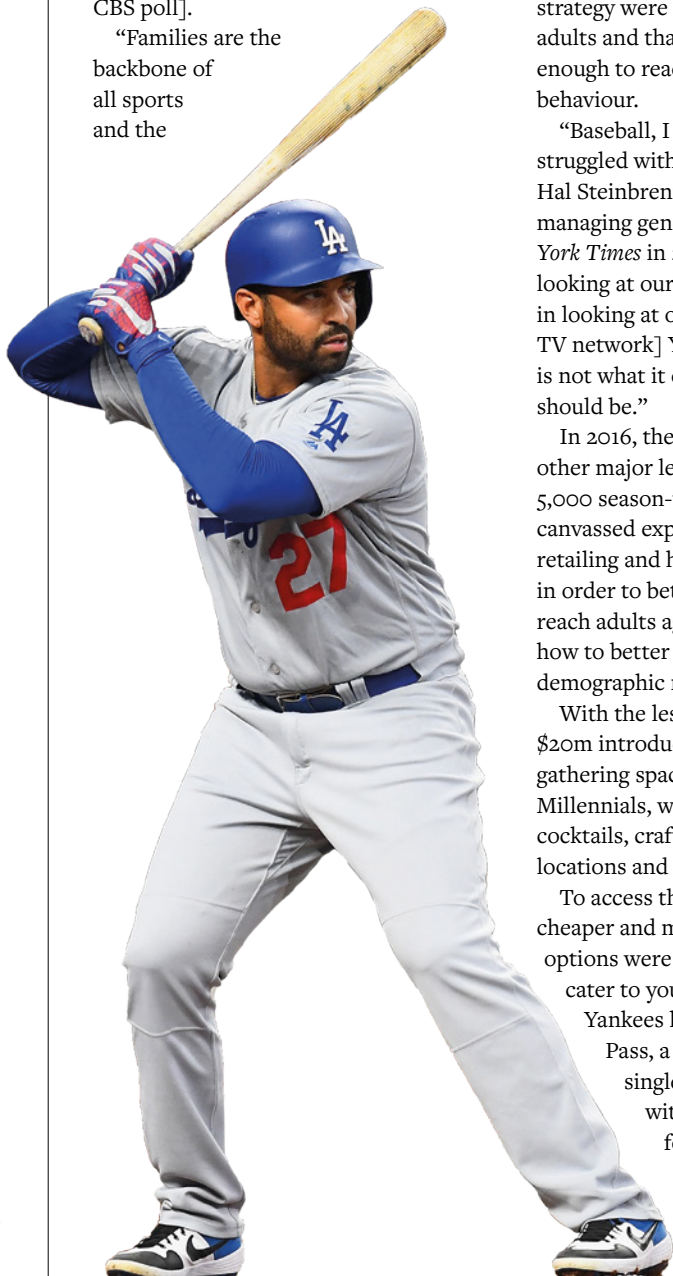 CBS poll].
“Families are the
backbone of
all sports
and the
LA
LA
27
strategy were
adults and tha
enough to reac
behaviour.
“Baseball, I
struggled with
Hal Steinbren
managing gen
York Times in
looking at our
in looking at o
TV network] Y
is not what it
should be.”
In 2016, the
other major le
5,000 season-
canvassed exp
retailing and h
in order to bet
reach adults a
how to better
demographic
With the les
$20m introdu
gathering spac
Millennials, w
cocktails, craf
locations and
To access th
cheaper and m
options were
cater to you
Yankees
Pass, a
single
wit
fo